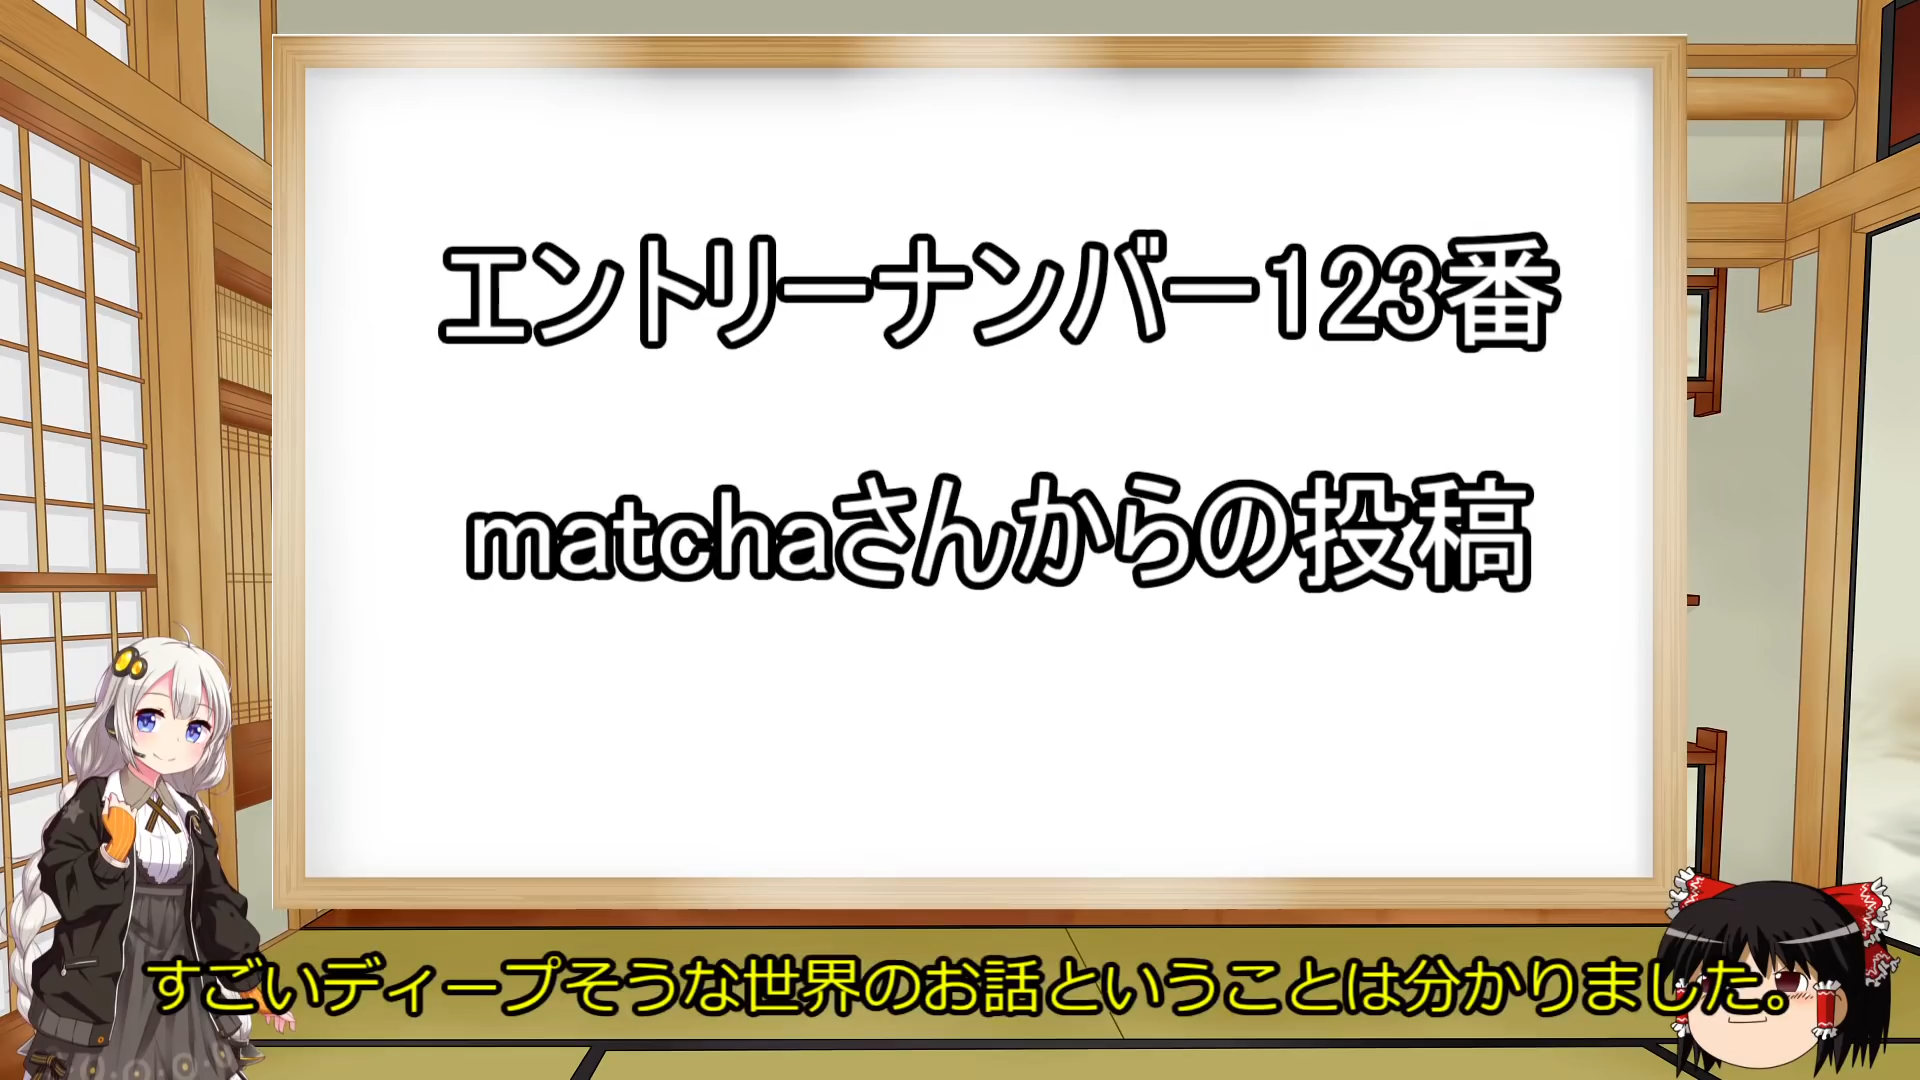 エントリーナンバー123番
matchaさんからの投稿
すごいディープそうな世界のお話ということは分かりました。